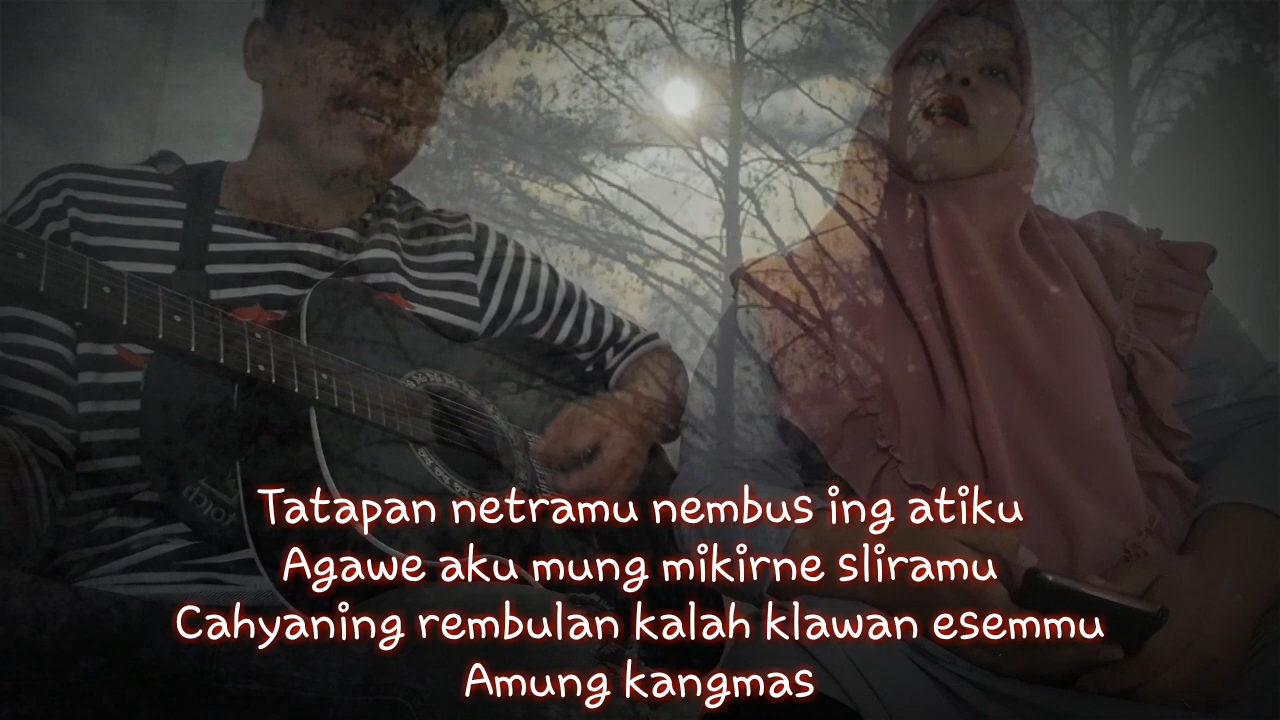 Tatapan netramu nembus ing atiku
Agawe aku mung mikirne sliramu
Cahyaning rembulan kalah klawan esemmu
Amung kangmas